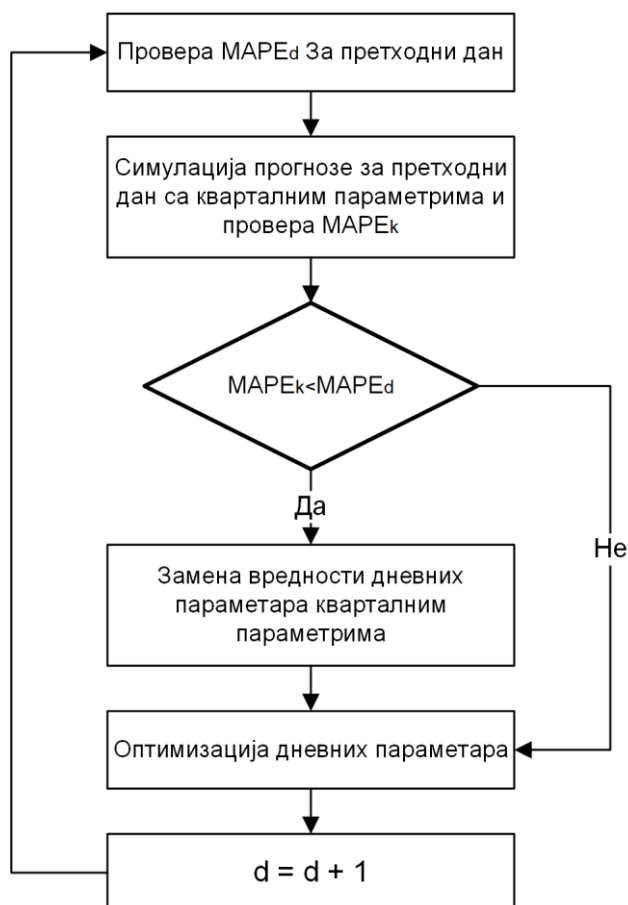 Провера MAPEd За претходни дан
Симулација прогнозе за претходни
дан са кварталним параметрима и
провера MAPEk
MAPEk<MAPEd
Да
Не
Замена вредности дневних
параметара кварталним
параметрима
Оптимизација дневних параметара
d = d + 1